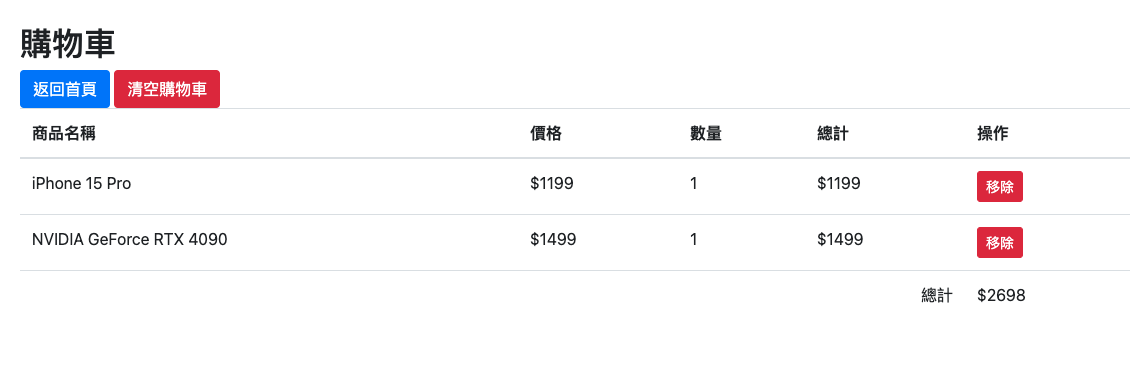 購物車
返回首頁 清空購物車
商品名稱 價格 數量 總計 操作
iPhone 15 Pro $1199 1 $1199 移除
NVIDIA GeForce RTX 4090 $1499 1 $1499 移除
總計 $2698